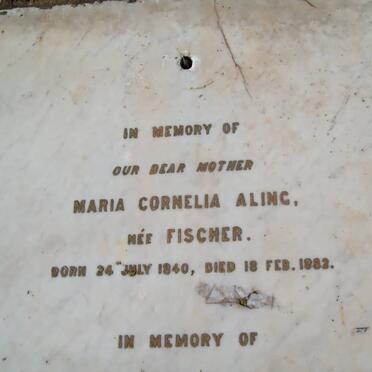 IN MEMORY OF
OUR DEAR MOTHER
MARIA CORNELIA ALING,
NÉE FISCHER.
BORN 24TH JULY 1840, DIED 18 FEB. 1932.
IN MEMORY OF